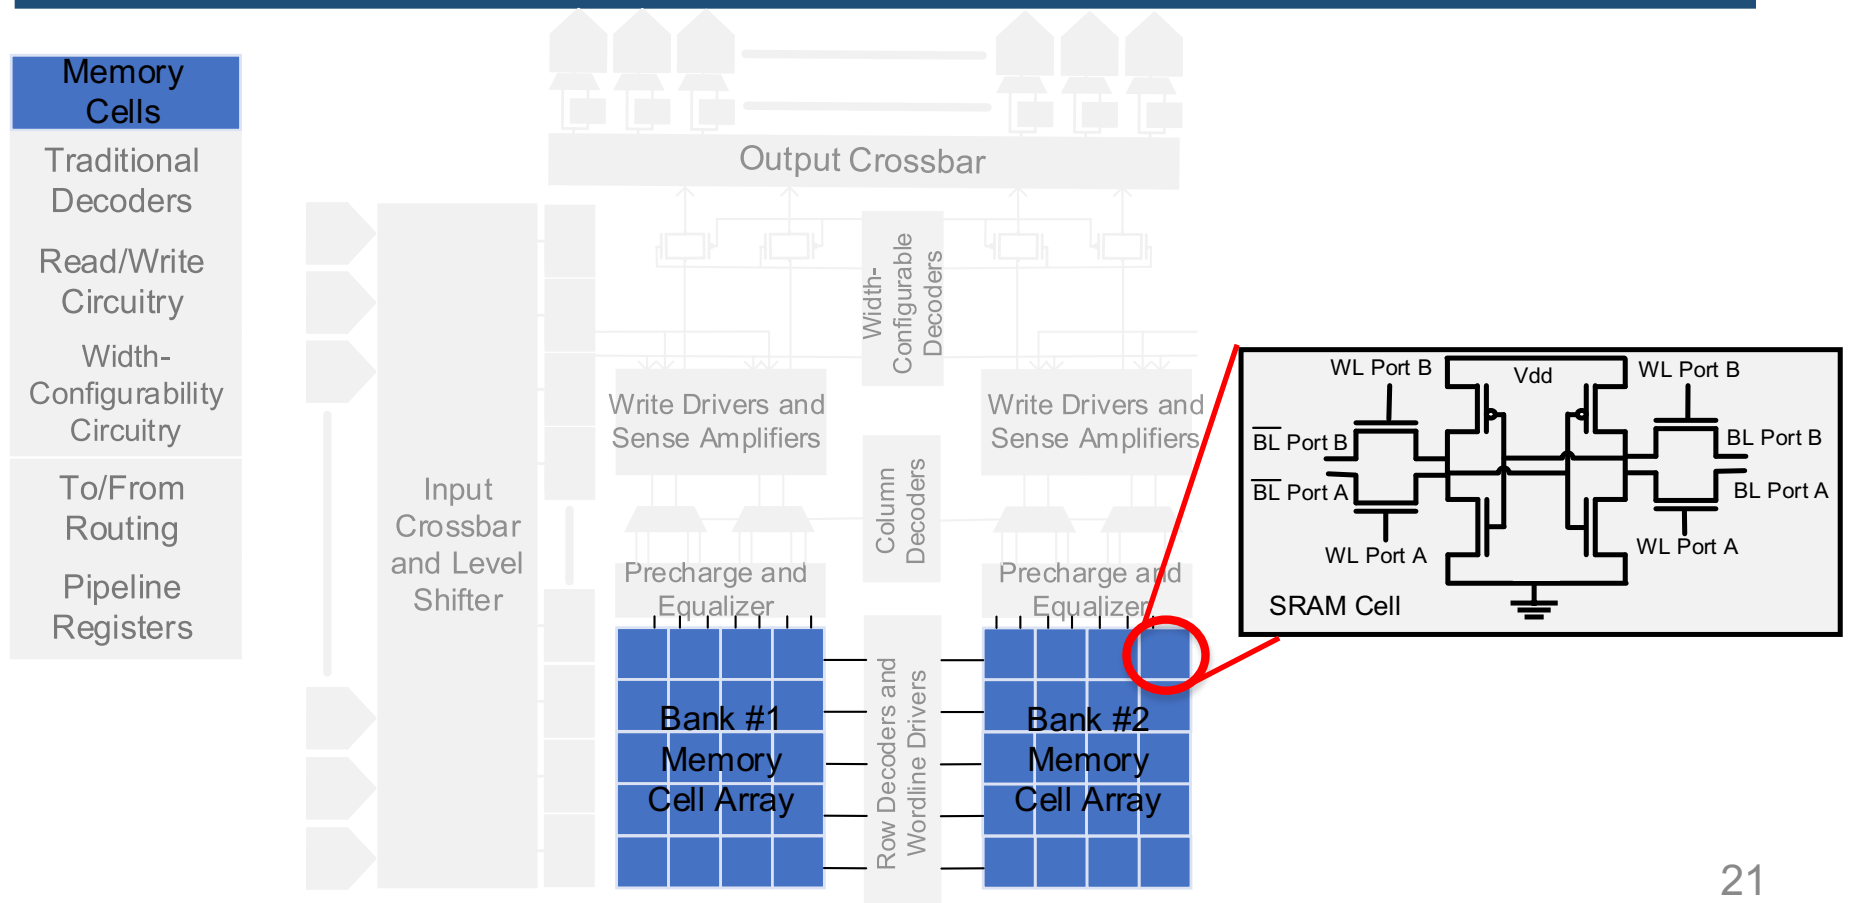 Memory
Cells
Traditional
Decoders
Read/Write
Circuitry
Width-
Configurability
Circuitry
To/From
Routing
Pipeline
Registers
Output Crossbar
Input
Crossbar
and Level
Shifter
Width-
Configurable
Decoders
Write Drivers and
Sense Amplifiers
Write Drivers and
Sense Amplifiers
Column
Decoders
Precharge and
Equalizer
Precharge and
Equalizer
Row Decoders and
Wordline Drivers
Bank #1
Memory
Cell Array
Bank #2
Memory
Cell Array
WL Port B
Vdd
WL Port B
B̅L̅ Port B
BL Port B
B̅L̅ Port A
BL Port A
WL Port A
WL Port A
SRAM Cell
21